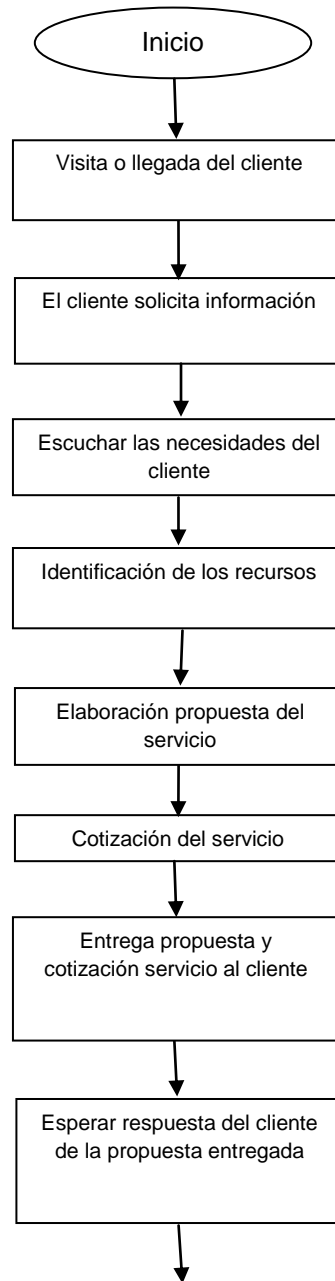 Inicio
Visita o llegada del cliente
El cliente solicita información
Escuchar las necesidades del
cliente
Identificación de los recursos
Elaboración propuesta del
servicio
Cotización del servicio
Entrega propuesta y
cotización servicio al cliente
Esperar respuesta del cliente
de la propuesta entregada